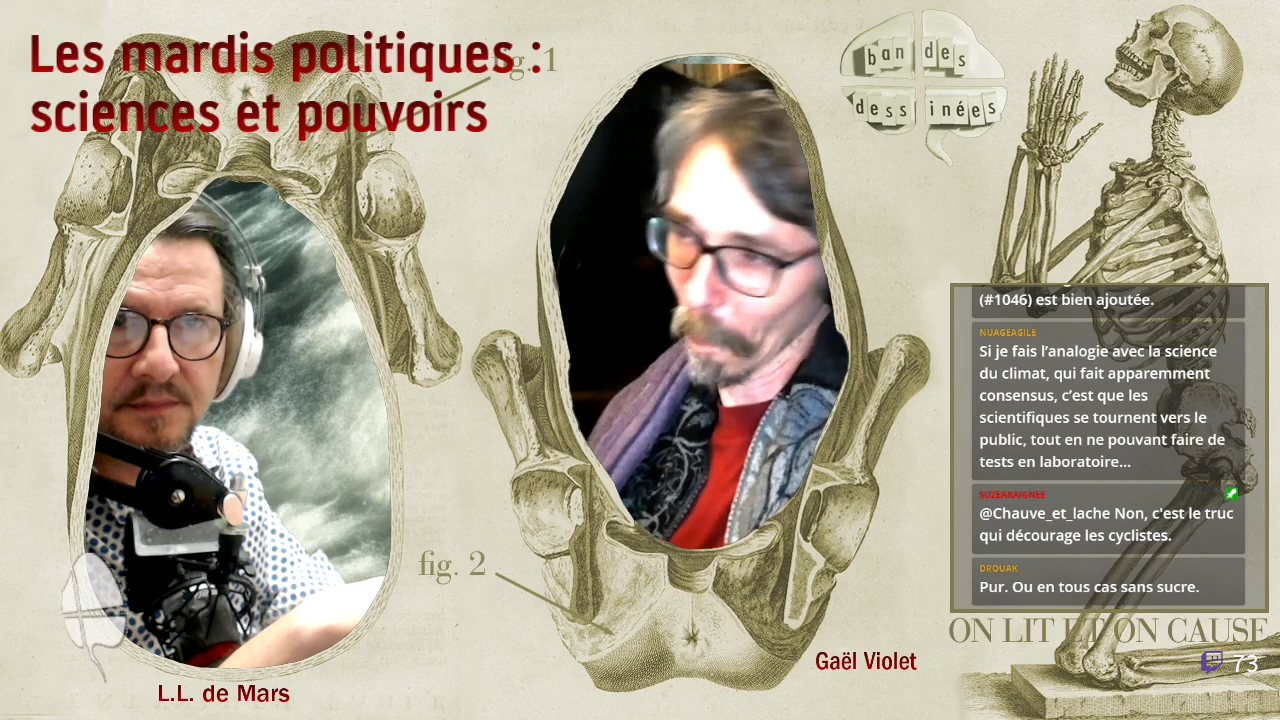 Les mardis politiques :
sciences et pouvoirs
fig. 1
ban des
dess inées
(#1046) est bien ajoutée.
NUAGEAGILE
Si je fais l'analogie avec la science
du climat, qui fait apparemment
consensus, c'est que les
scientifiques se tournent vers le
public, tout en ne pouvant faire de
tests en laboratoire...
SUZEARAIGNEE
@Chauve_et_lache Non, c'est le truc
qui décourage les cyclistes.
DROUAK
Pur. Ou en tous cas sans sucre.
fig. 2
ON LIT ET ON CAUSE
73
Gaël Violet
L.L. de Mars